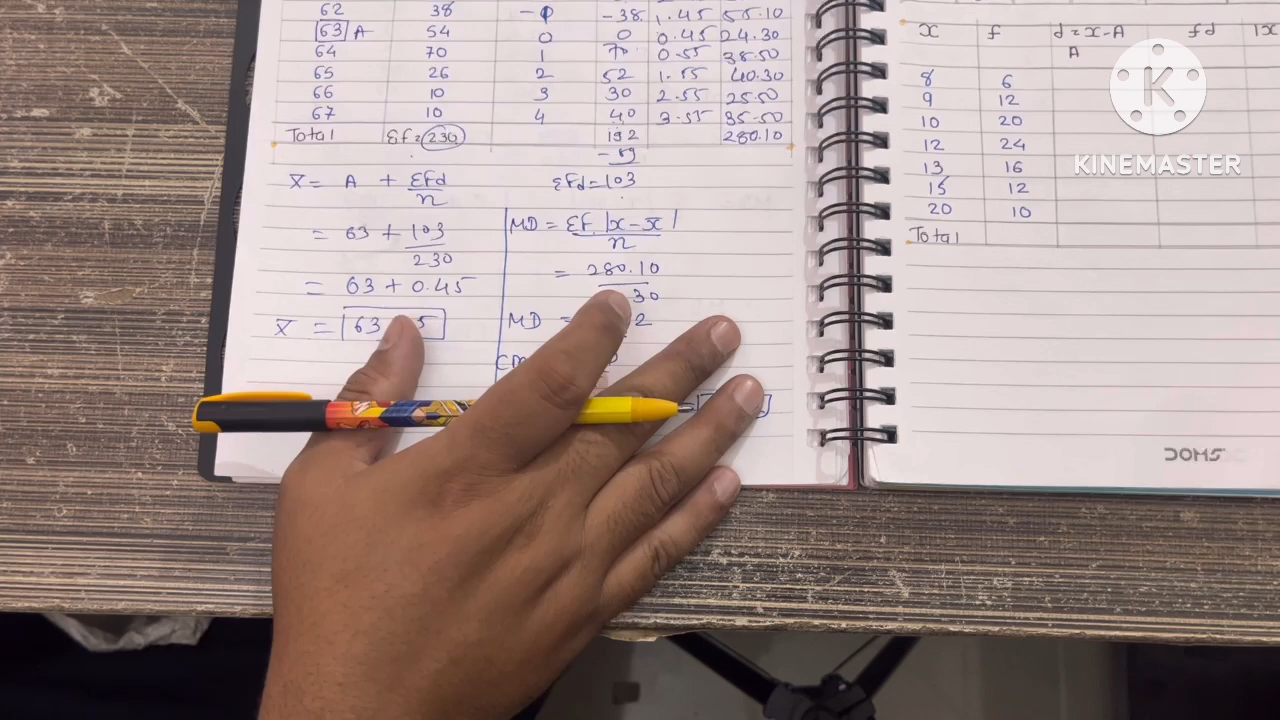 62 38 -1 -38 1.45 55.10
63 A 54 0 0 0.45 24.30
64 70 1 70 0.55 38.50
65 26 2 52 1.55 40.30
66 10 3 30 2.55 25.50
67 10 4 40 3.55 35.50
Total Σf = 230 192 280.10
- 89
x̄ = A + Σfd / n
Σfd = 103
= 63 + 103 / 230
= 63 + 0.45
x̄ =
MD = Σf |x - x̄| / n
= 280.10
30
MD =
x f d = x - A fd |x
A
8 6
9 12
10 20
12 24
13 16
15 12
20 10
Total
K
KINEMASTER
DOMS